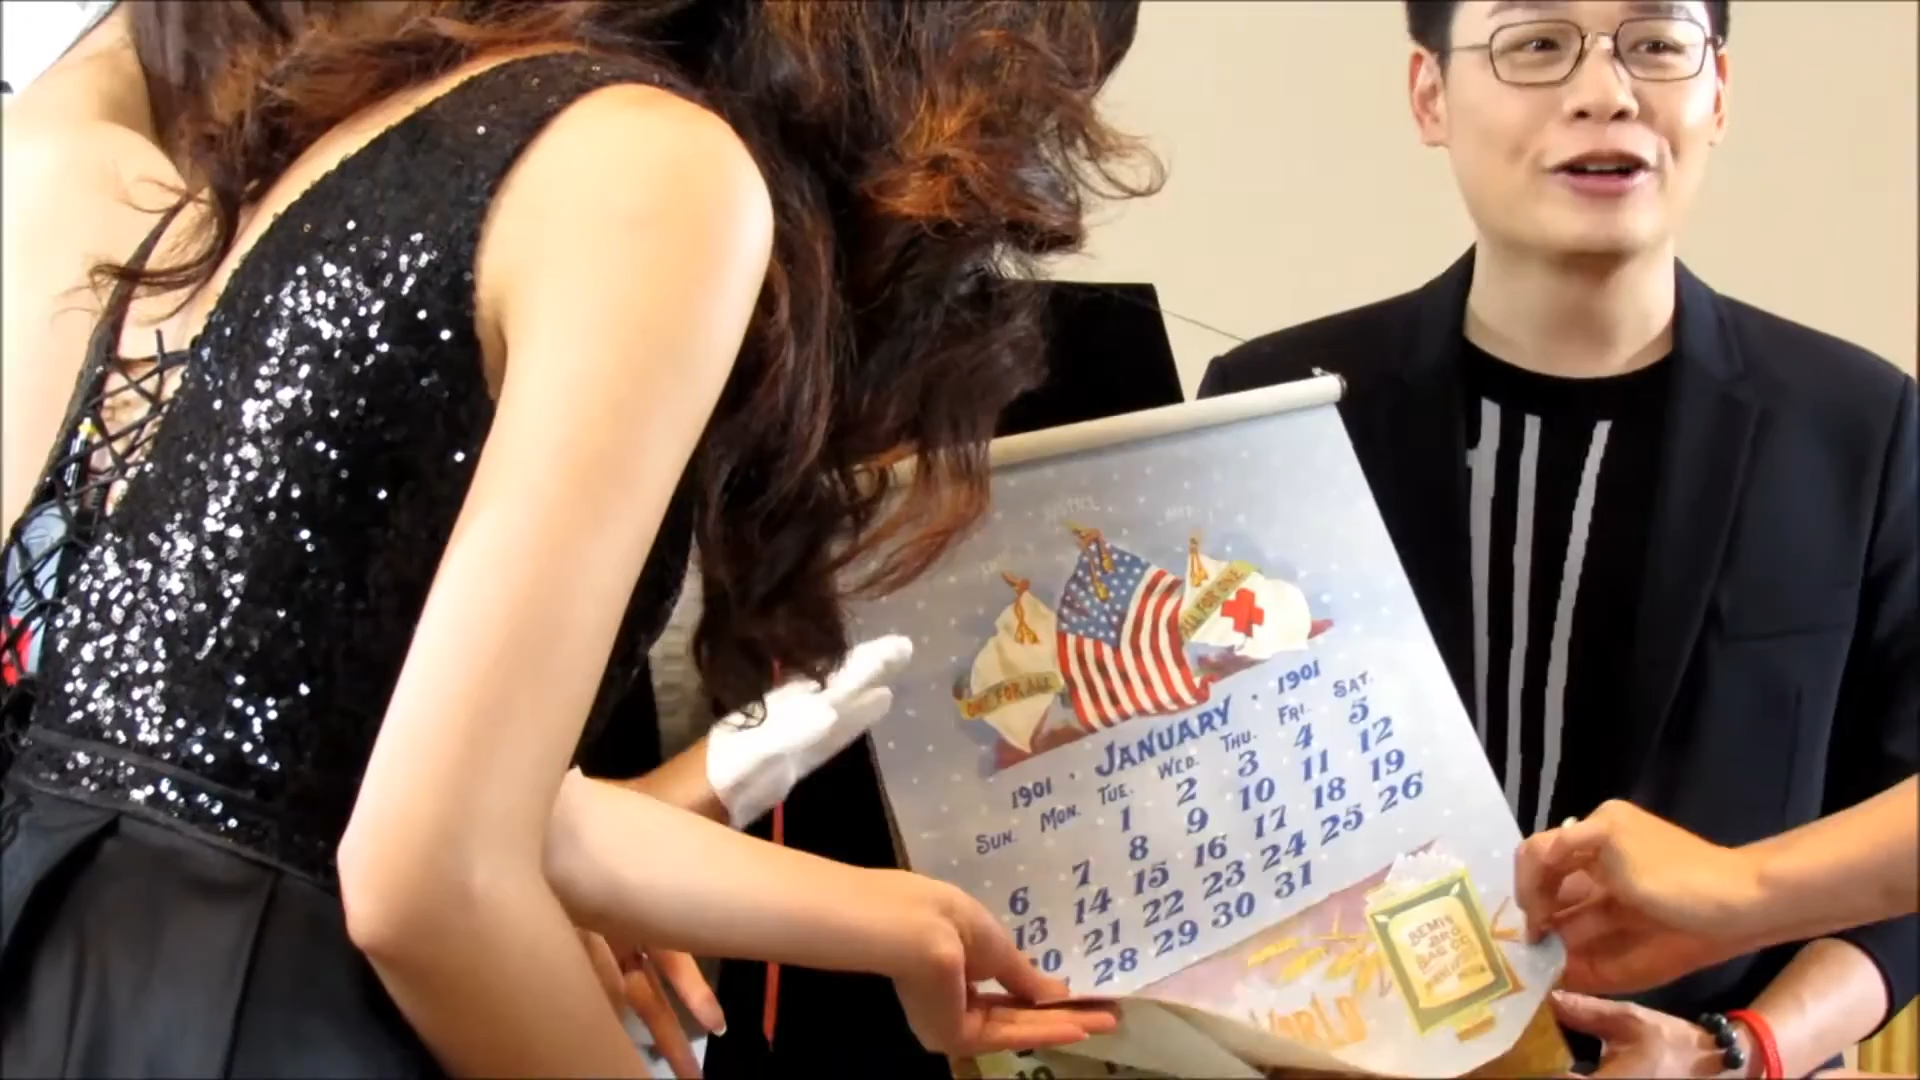 ALL FOR ONE
ONE FOR ALL
1901 · JANUARY · 1901
SUN. MON. TUE. WED. THU. FRI. SAT.
1 2 3 4 5
6 7 8 9 10 11 12
13 14 15 16 17 18 19
20 21 22 23 24 25 26
28 29 30 31
BEMIS
BRO
BAG CO
WORLD